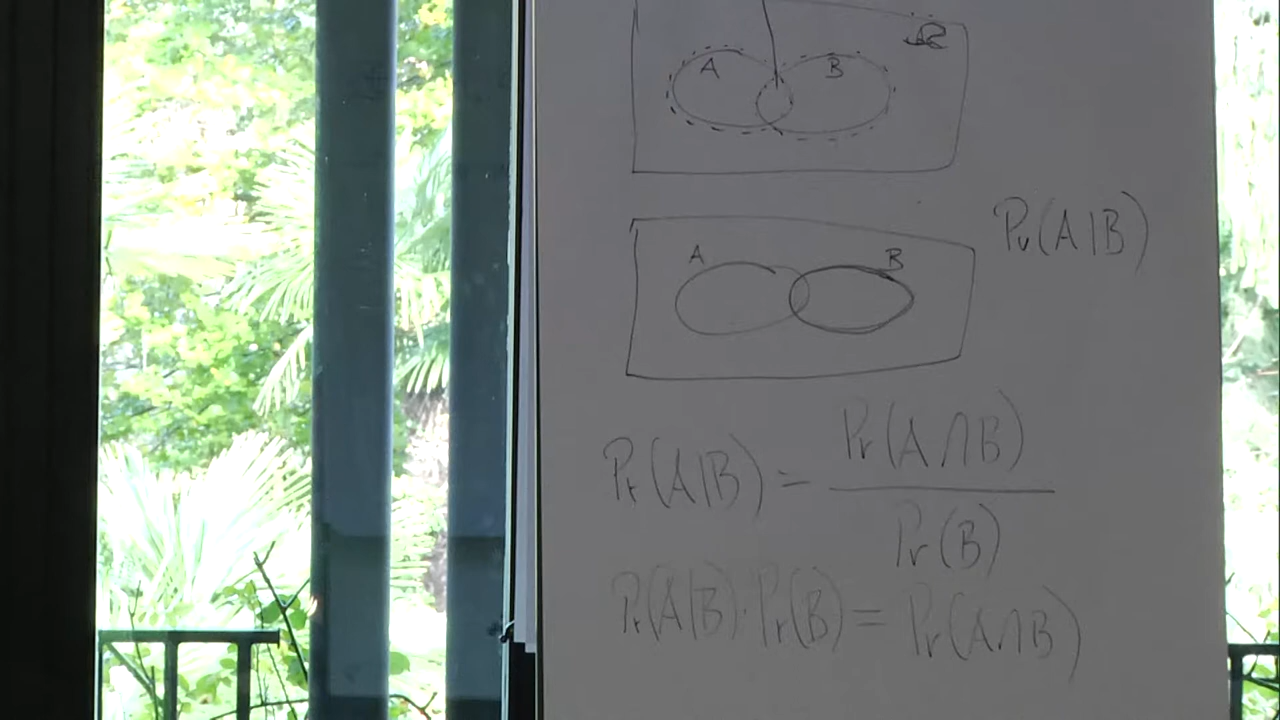 A B Ω
Pr(A|B)
A B
Pr(A|B) = Pr(A∩B)
Pr(B)
Pr(A|B)·Pr(B) = Pr(A∩B)